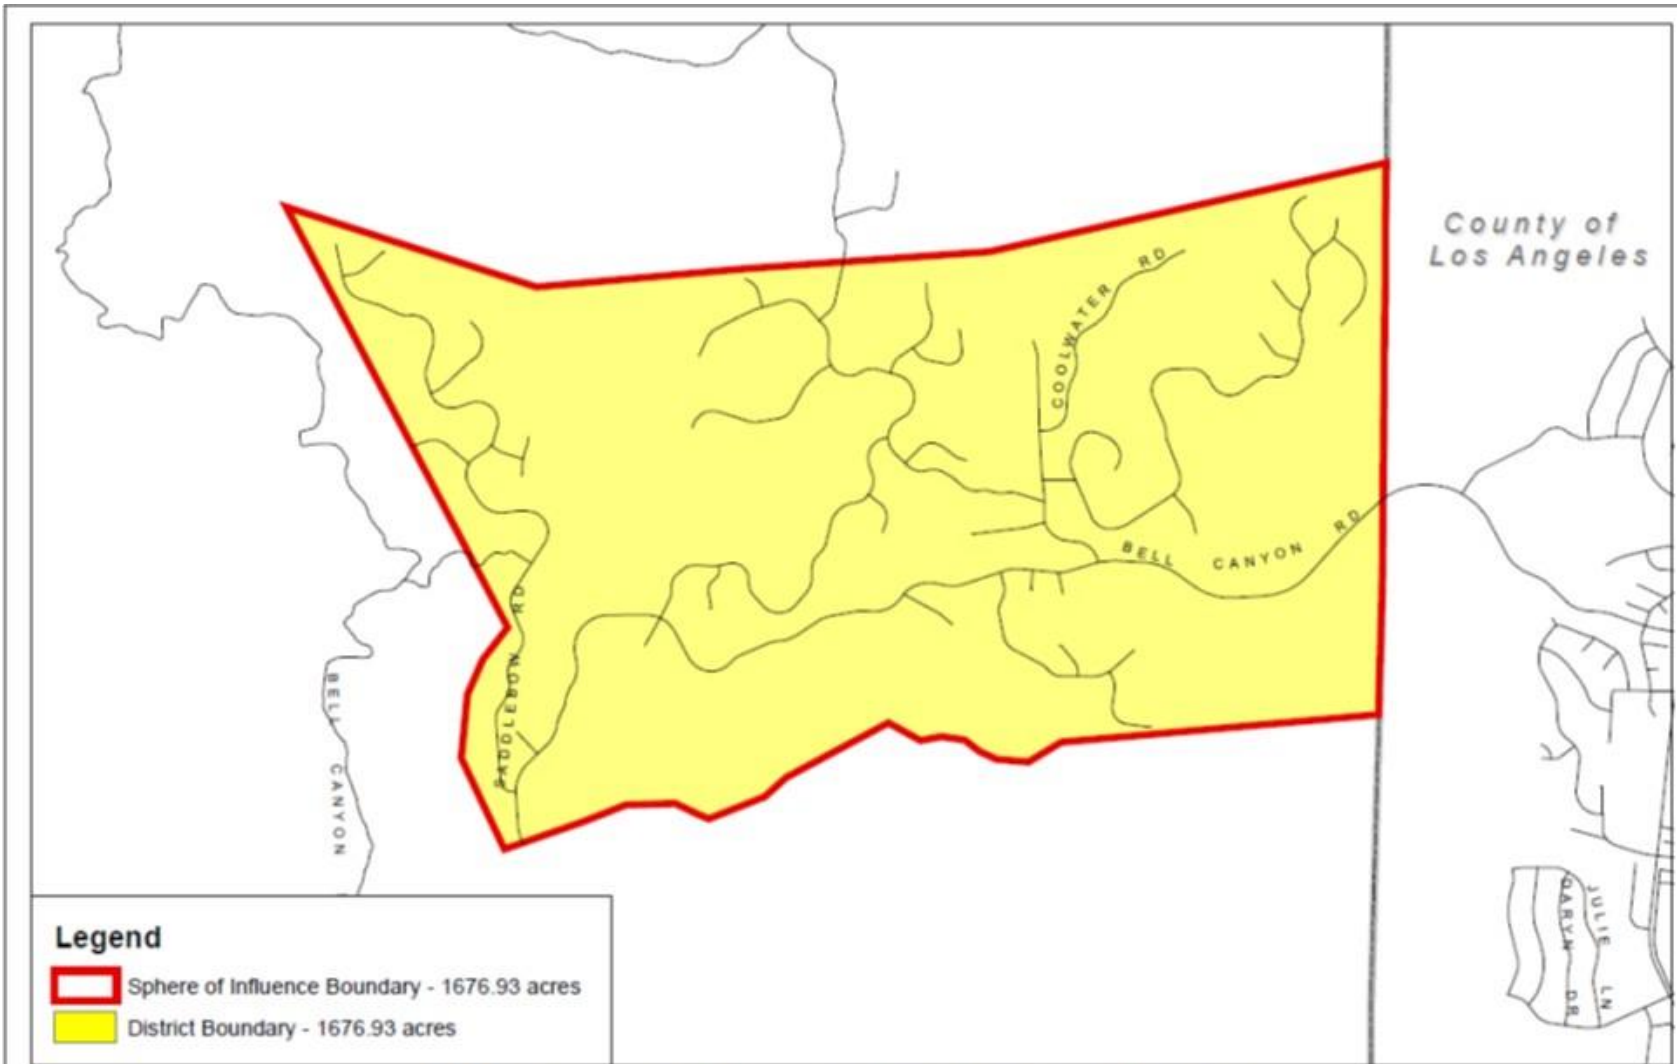 County of
Los Angeles
COOLWATER RD
BELL CANYON RD
SADDLEBOW RD
BELL CANYON
JULIE LN
DARYN DR
Legend
Sphere of Influence Boundary - 1676.93 acres
District Boundary - 1676.93 acres